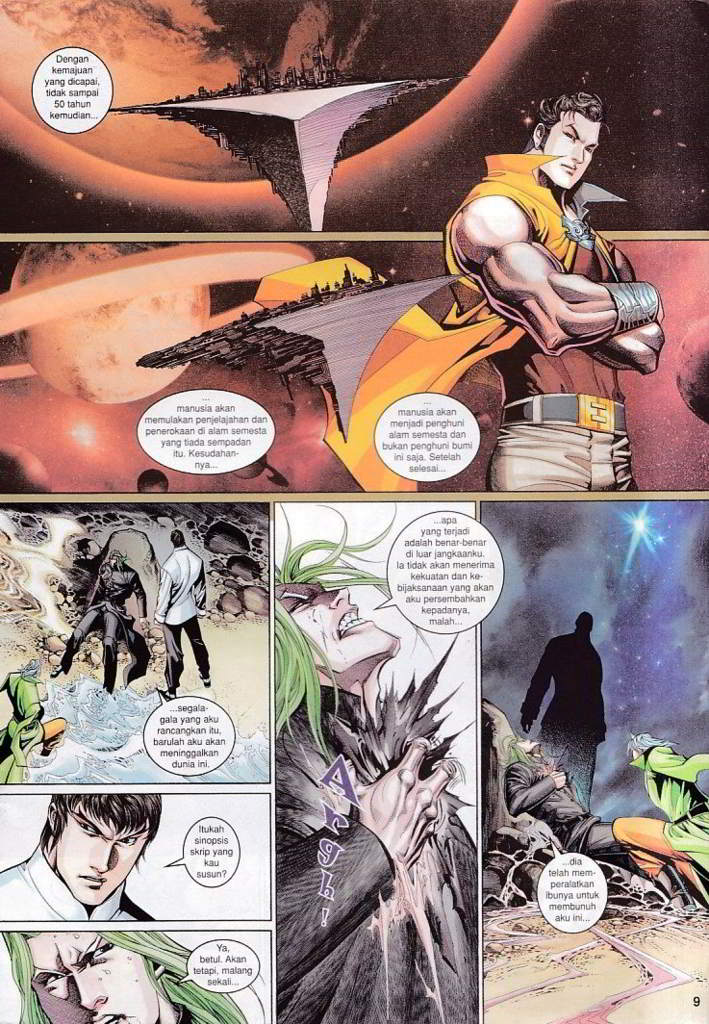 Dengan
kemajuan
yang dicapai,
tidak sampai
50 tahun
kemudian...
...
manusia akan
memulakan penjelajahan dan
penerokaan di alam semesta
yang tiada sempadan
itu. Kesudahan-
nya...
...
manusia akan
menjadi penghuni
alam semesta dan
bukan penghuni bumi
ini saja. Setelah
selesai...
...segala-
gala yang aku
rancangkan itu,
barulah aku akan
meninggalkan
dunia ini.
Itukah
sinopsis
skrip yang
kau
susun?
Ya,
betul. Akan
tetapi, malang
sekali...
...apa
yang terjadi
adalah benar-benar
di luar jangkaanku.
Ia tidak akan menerima
kekuatan dan ke-
bijaksanaan yang akan
aku persembahkan
kepadanya,
malah...
Argh!
...dia
telah mem-
peralatkan
ibunya untuk
membunuh
aku ini...
9